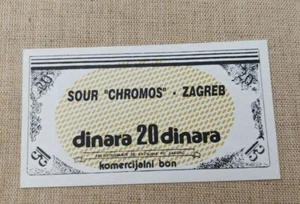 SOUR "CHROMOS" - ZAGREB
dinara 20 dinara
komercijalni bon